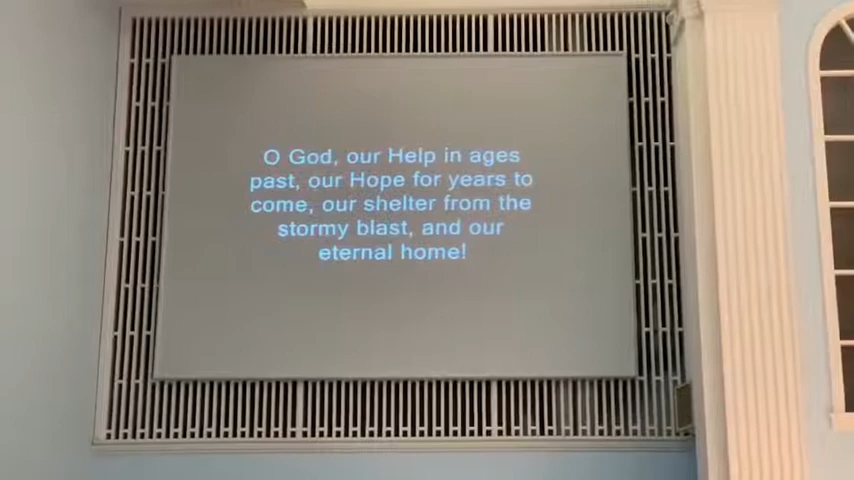 O God, our Help in ages
past, our Hope for years to
come, our shelter from the
stormy blast, and our
eternal home!